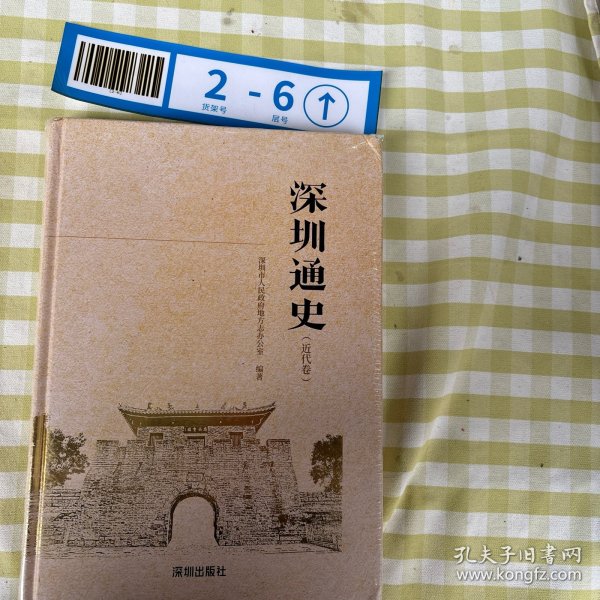 2 - 6
货架号
层号
深圳通史
（近代卷）
深圳市人民政府地方志办公室 编著
深圳出版社
孔夫子旧书网
www.kongfz.com